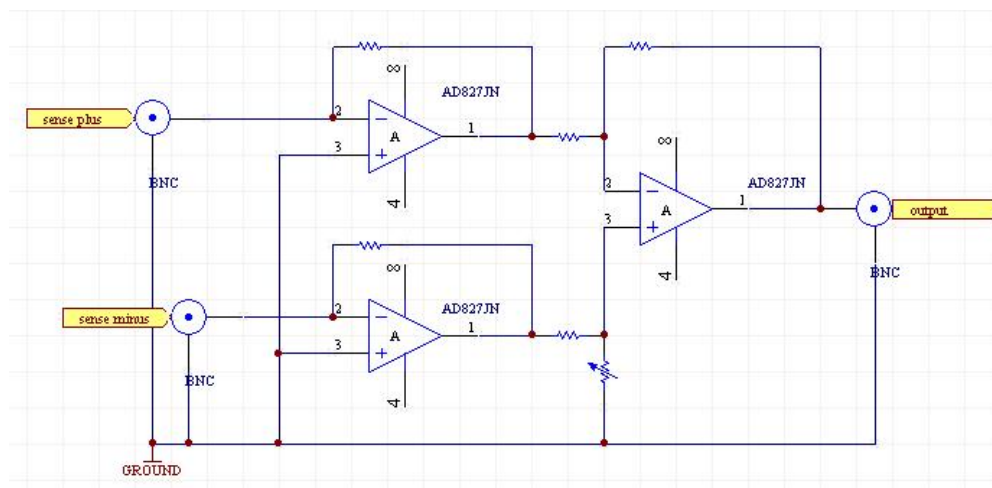 8
AD827JN
sense plus
2
A
1
3
BNC
4
8
AD827JN
2
A
1
output
3
4
BNC
8
AD827JN
sense minus
2
A
1
3
BNC
4
GROUND